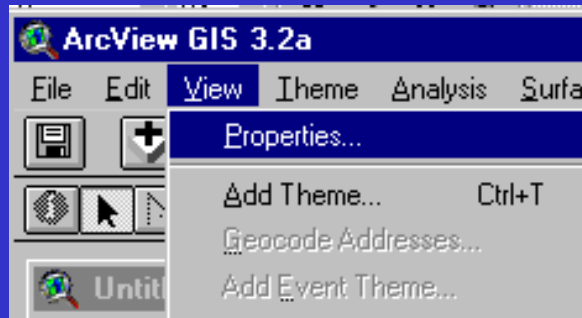 ArcView GIS 3.2a
File Edit View Theme Analysis Surfa
Properties...
Add Theme... Ctrl+T
Geocode Addresses...
Untitl Add Event Theme...